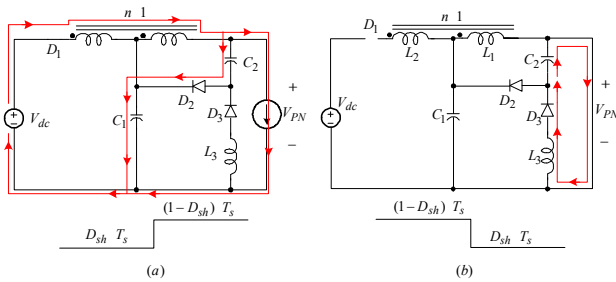 n 1
D1
C2
D2
Vdc
C1
D3
VPN
+
−
L3
(1−Dsh) Ts
Dsh Ts
(a)
n 1
D1
L2
L1
C2
D2
Vdc
C1
D3
VPN
+
−
L3
(1−Dsh) Ts
Dsh Ts
(b)